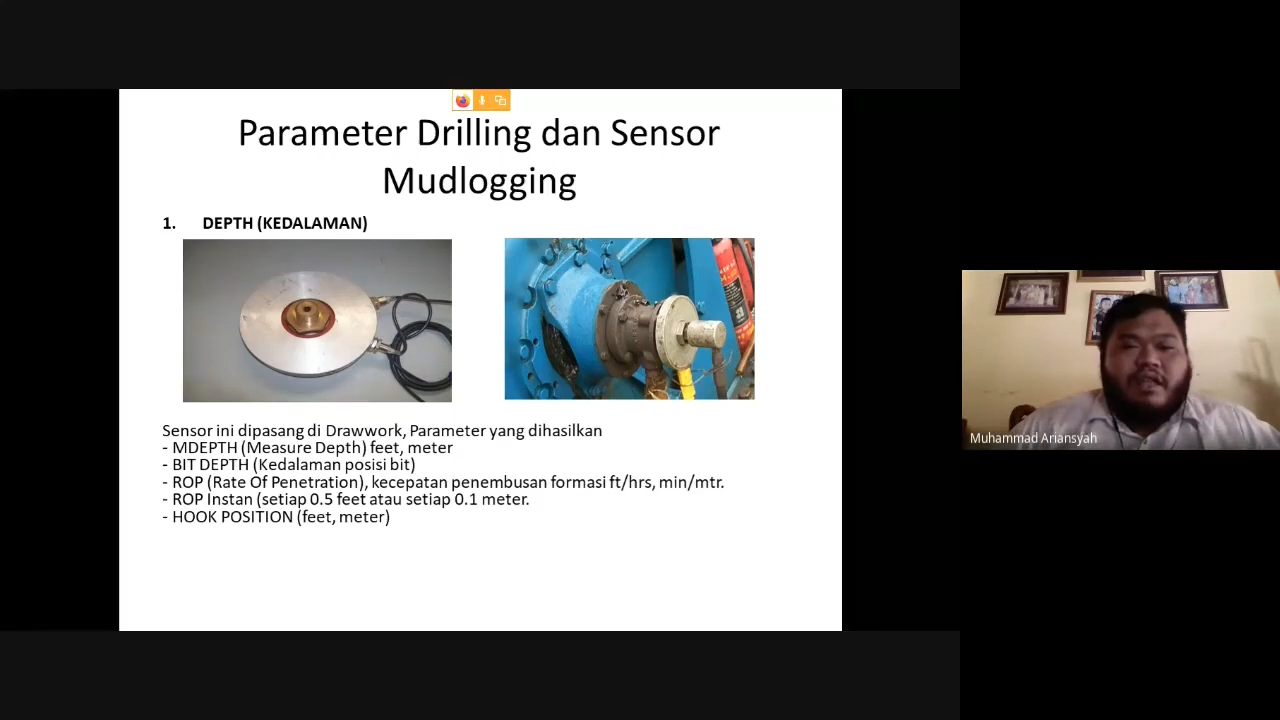 Parameter Drilling dan Sensor
Mudlogging
1. DEPTH (KEDALAMAN)
Sensor ini dipasang di Drawwork, Parameter yang dihasilkan
- MDEPTH (Measure Depth) feet, meter
- BIT DEPTH (Kedalaman posisi bit)
- ROP (Rate Of Penetration), kecepatan penembusan formasi ft/hrs, min/mtr.
- ROP Instan (setiap 0.5 feet atau setiap 0.1 meter.
- HOOK POSITION (feet, meter)
Muhammad Ariansyah